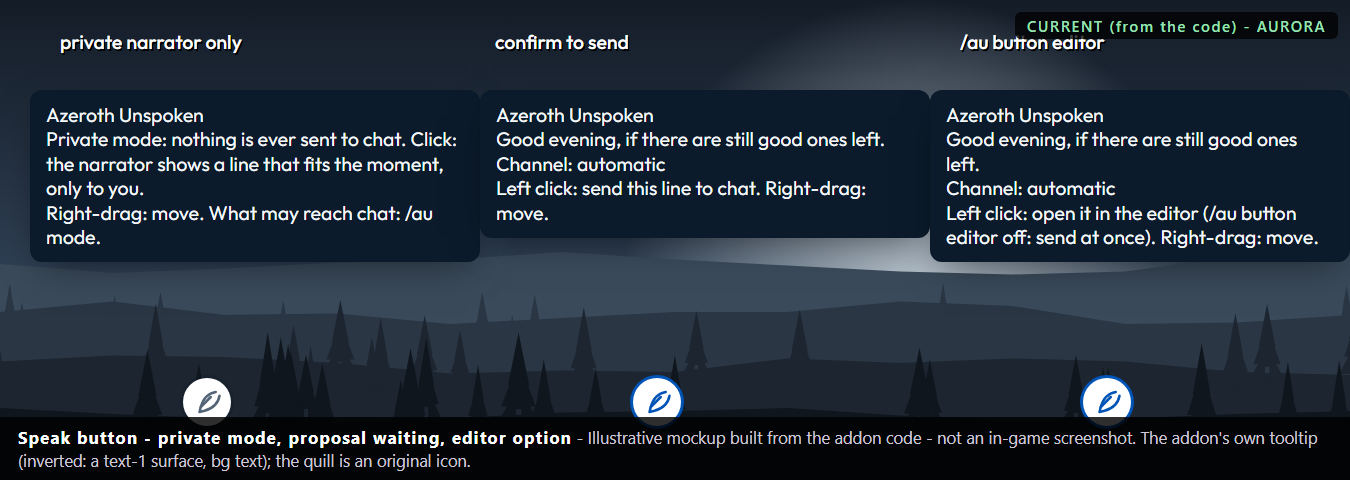 CURRENT (from the code) - AURORA
private narrator only
confirm to send
/au button editor
Azeroth Unspoken
Private mode: nothing is ever sent to chat. Click:
the narrator shows a line that fits the moment,
only to you.
Right-drag: move. What may reach chat: /au
mode.
Azeroth Unspoken
Good evening, if there are still good ones left.
Channel: automatic
Left click: send this line to chat. Right-drag:
move.
Azeroth Unspoken
Good evening, if there are still good ones
left.
Channel: automatic
Left click: open it in the editor (/au button
editor off: send at once). Right-drag: move.
Speak button - private mode, proposal waiting, editor option - Illustrative mockup built from the addon code - not an in-game screenshot. The addon's own tooltip
(inverted: a text-1 surface, bg text); the quill is an original icon.